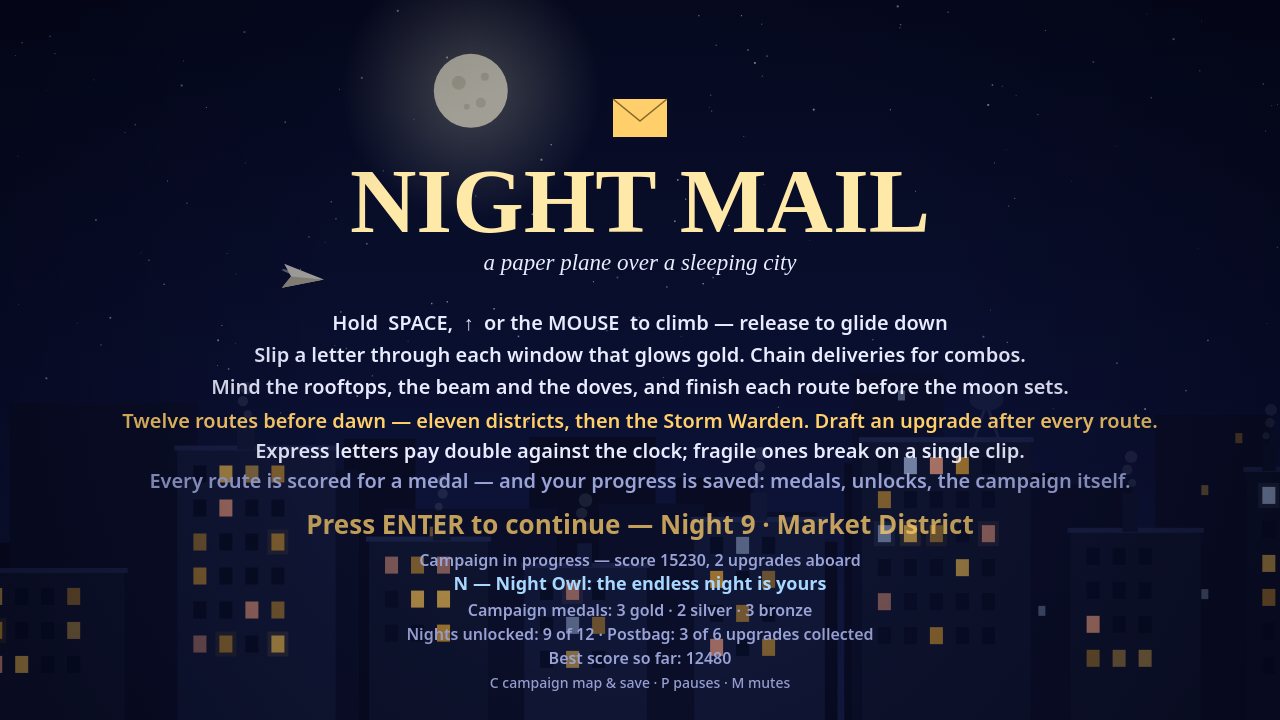 NIGHT MAIL
a paper plane over a sleeping city
Hold SPACE, ↑ or the MOUSE to climb — release to glide down
Slip a letter through each window that glows gold. Chain deliveries for combos.
Mind the rooftops, the beam and the doves, and finish each route before the moon sets.
Twelve routes before dawn — eleven districts, then the Storm Warden. Draft an upgrade after every route.
Express letters pay double against the clock; fragile ones break on a single clip.
Every route is scored for a medal — and your progress is saved: medals, unlocks, the campaign itself.
Press ENTER to continue — Night 9 · Market District
Campaign in progress — score 15230, 2 upgrades aboard
N — Night Owl: the endless night is yours
Campaign medals: 3 gold · 2 silver · 3 bronze
Nights unlocked: 9 of 12 · Postbag: 3 of 6 upgrades collected
Best score so far: 12480
C campaign map & save · P pauses · M mutes